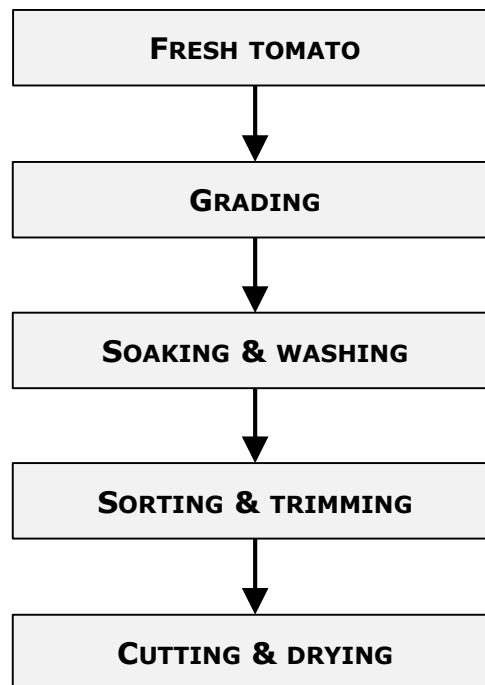 FRESH TOMATO
GRADING
SOAKING & WASHING
SORTING & TRIMMING
CUTTING & DRYING